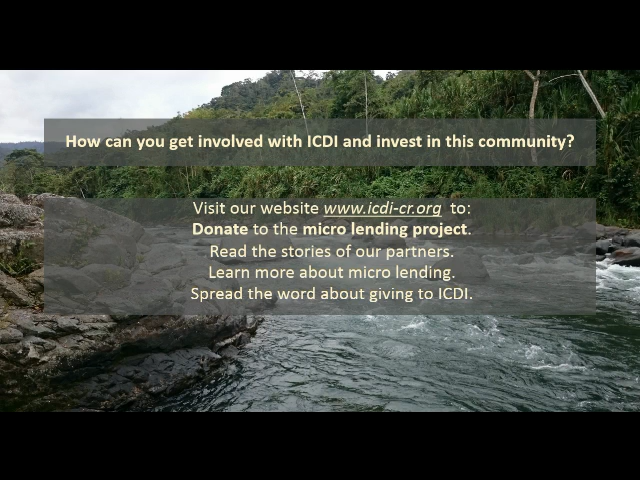 How can you get involved with ICDI and invest in this community?
Visit our website www.icdi-cr.org to:
Donate to the micro lending project.
Read the stories of our partners.
Learn more about micro lending.
Spread the word about giving to ICDI.